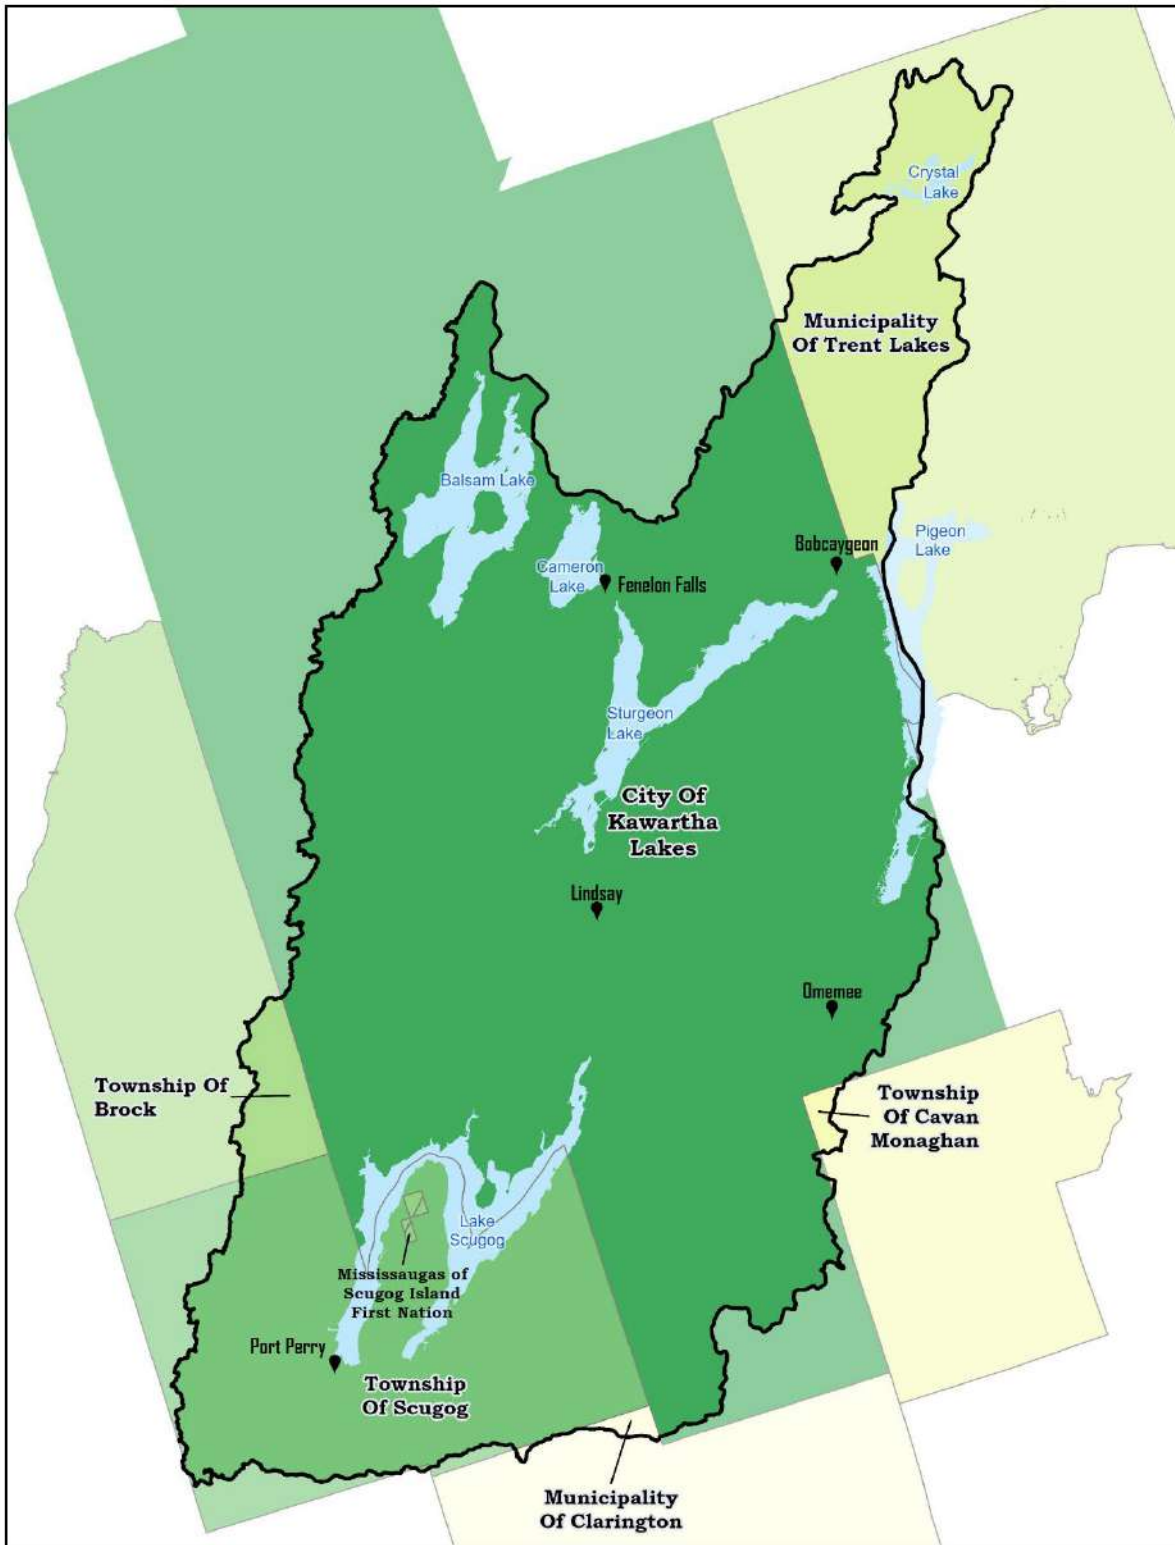 Crystal
Lake
Municipality
Of Trent Lakes
Balsam Lake
Pigeon
Lake
Bobcaygeon
Cameron
Lake
Fenelon Falls
Sturgeon
Lake
City Of
Kawartha
Lakes
Lindsay
Omemee
Township Of
Brock
Township
Of Cavan
Monaghan
Lake
Scugog
Mississaugas of
Scugog Island
First Nation
Port Perry
Township
Of Scugog
Municipality
Of Clarington